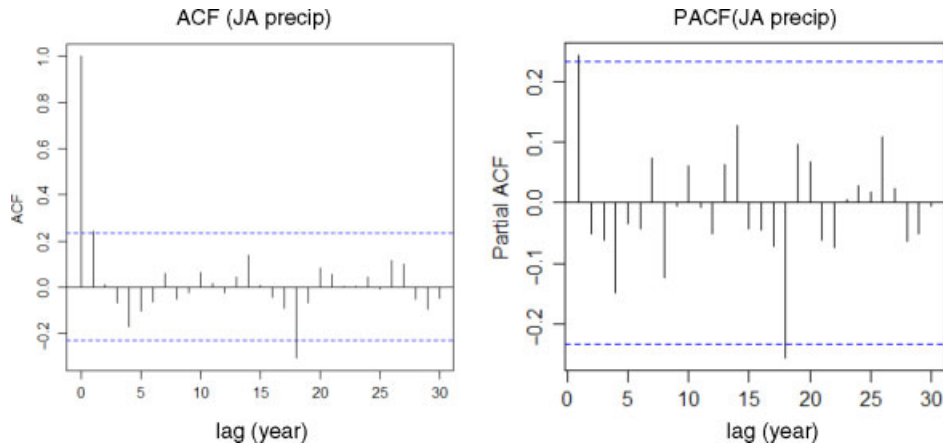 ACF (JA precip)
ACF
1.0
0.8
0.6
0.4
0.2
0.0
−0.2
0 5 10 15 20 25 30
lag (year)
PACF(JA precip)
Partial ACF
0.2
0.1
0.0
−0.1
−0.2
0 5 10 15 20 25 30
lag (year)